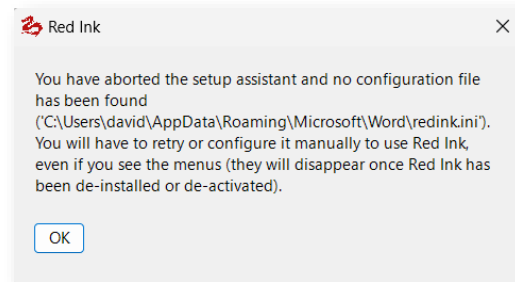 Red Ink
You have aborted the setup assistant and no configuration file
has been found
('C:\Users\david\AppData\Roaming\Microsoft\Word\redink.ini').
You will have to retry or configure it manually to use Red Ink,
even if you see the menus (they will disappear once Red Ink has
been de-installed or de-activated).
OK